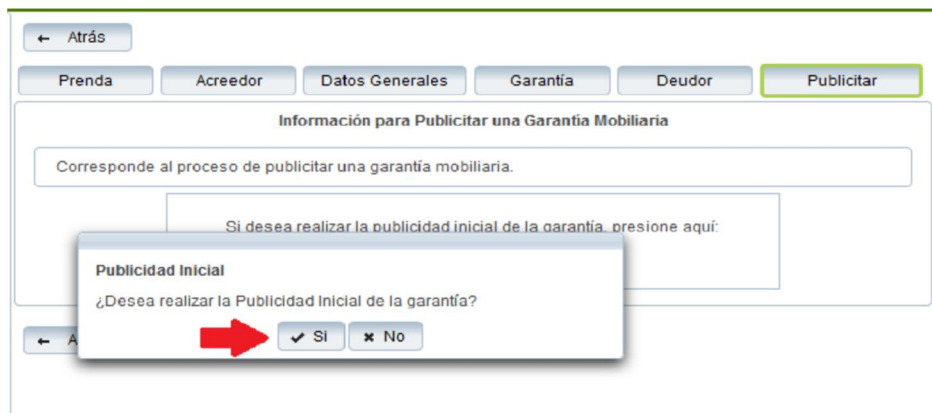 ← Atrás
Prenda Acreedor Datos Generales Garantía Deudor Publicitar
Información para Publicitar una Garantía Mobiliaria
Corresponde al proceso de publicitar una garantía mobiliaria.
Si desea realizar la publicidad inicial de la garantía, presione aquí:
Publicidad Inicial
¿Desea realizar la Publicidad Inicial de la garantía?
✔ Si ✖ No
← A